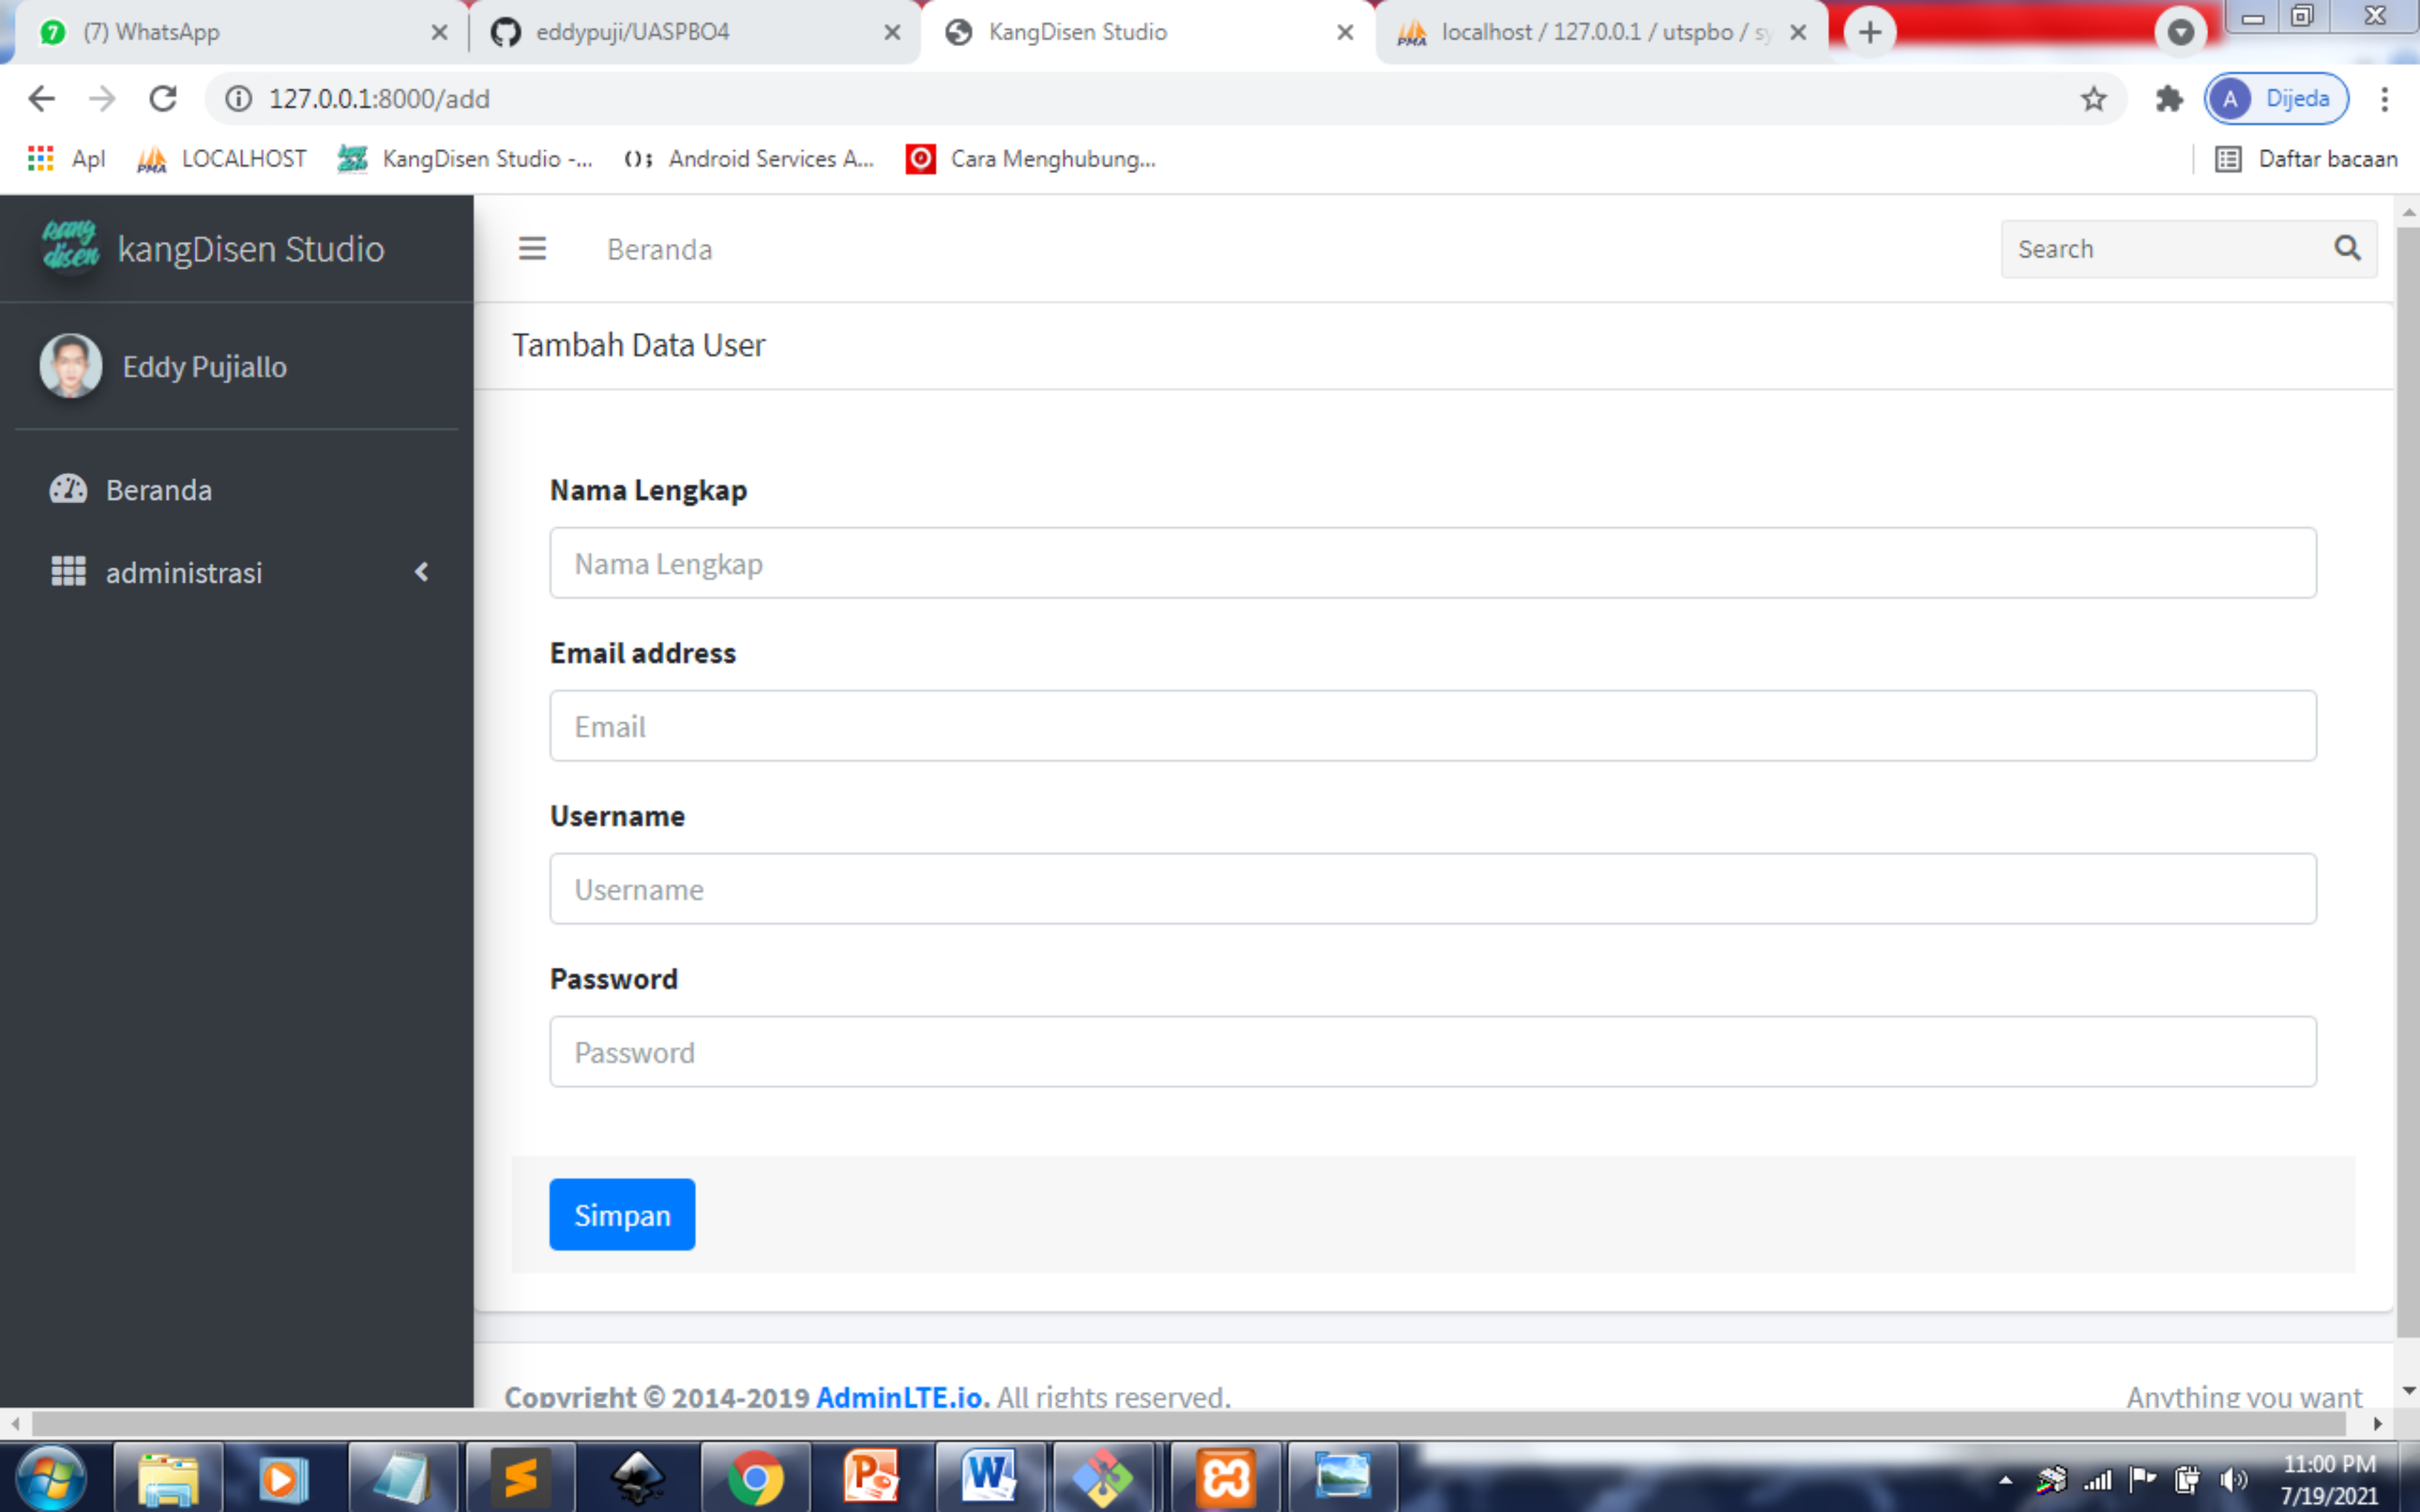 (7) WhatsApp
eddypuji/UASPBO4
KangDisen Studio
localhost / 127.0.0.1 / utspbo / sy
127.0.0.1:8000/add
A Dijeda
Apl
LOCALHOST
KangDisen Studio -...
Android Services A...
Cara Menghubung...
Daftar bacaan
kang disen
kangDisen Studio
Beranda
Search
Eddy Pujiallo
Tambah Data User
Beranda
administrasi
Nama Lengkap
Nama Lengkap
Email address
Email
Username
Username
Password
Password
Simpan
Copyright © 2014-2019 AdminLTE.io. All rights reserved.
Anything you want
11:00 PM
7/19/2021